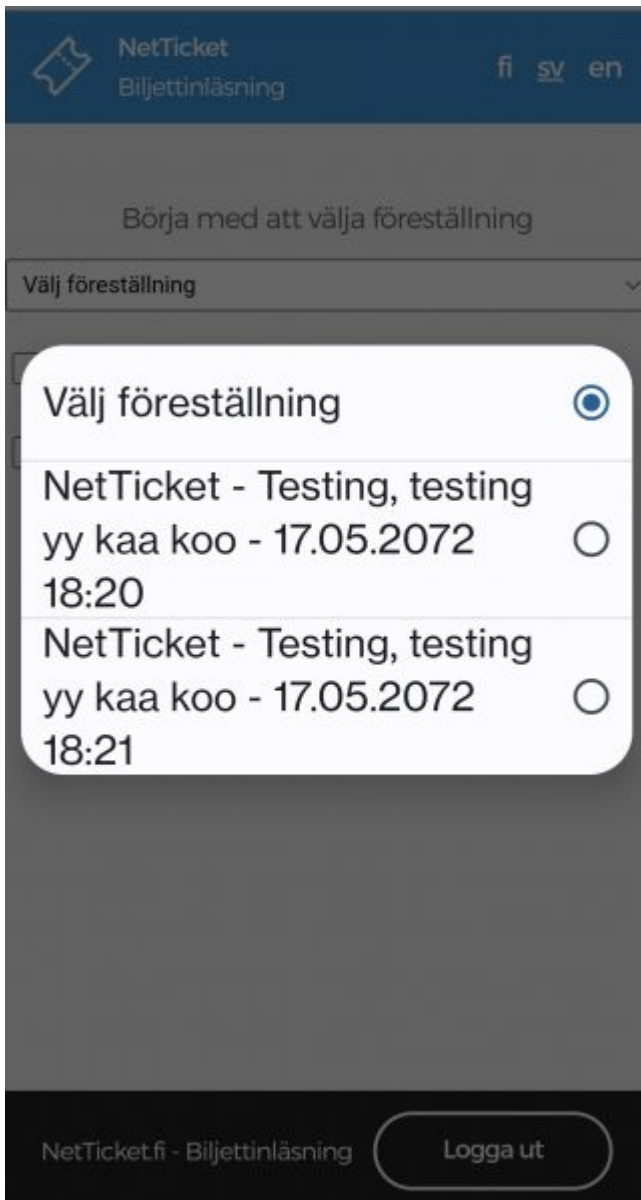 NetTicket
Biljettinläsning
fi sv en
Börja med att välja föreställning
Välj föreställning
Välj föreställning
NetTicket - Testing, testing
yy kaa koo - 17.05.2072
18:20
NetTicket - Testing, testing
yy kaa koo - 17.05.2072
18:21
NetTicket.fi - Biljettinläsning
Logga ut